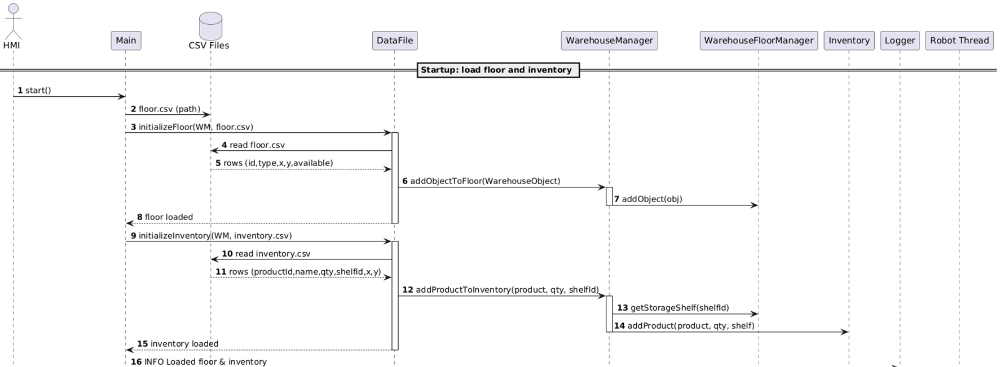 HMI
Main
CSV Files
DataFile
WarehouseManager
WarehouseFloorManager
Inventory
Logger
Robot Thread
Startup: load floor and inventory
1 start()
2 floor.csv (path)
3 initializeFloor(WM, floor.csv)
4 read floor.csv
5 rows (id,type,x,y,available)
6 addObjectToFloor(WarehouseObject)
7 addObject(obj)
8 floor loaded
9 initializeInventory(WM, inventory.csv)
10 read inventory.csv
11 rows (productId,name,qty,shelfId,x,y)
12 addProductToInventory(product, qty, shelfId)
13 getStorageShelf(shelfId)
14 addProduct(product, qty, shelf)
15 inventory loaded
16 INFO Loaded floor & inventory